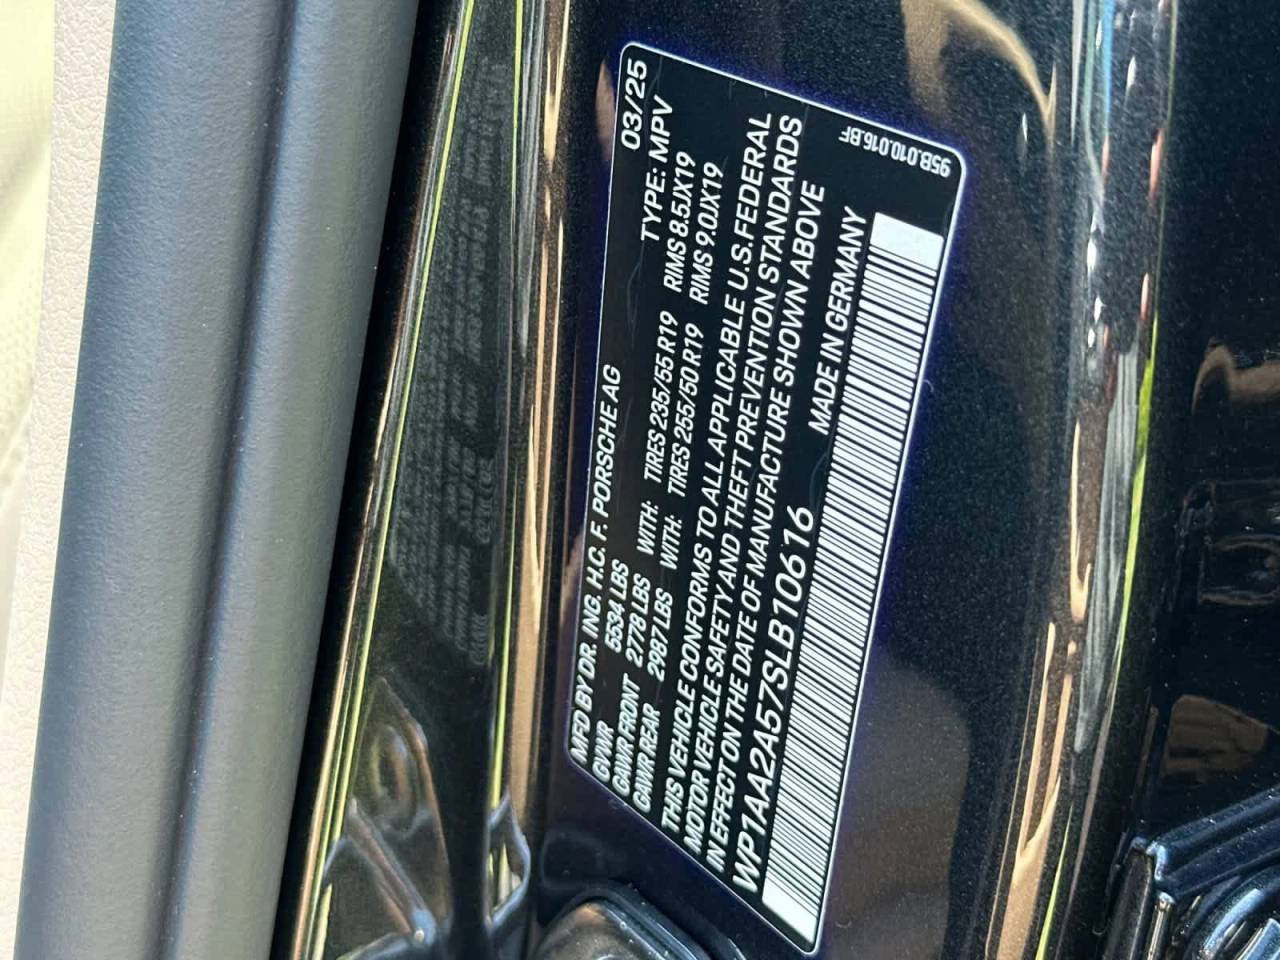 MFD BY DR. ING. H.C. F. PORSCHE AG 03/25
GVWR 5534 LBS TYPE: MPV
GAWR FRONT 2778 LBS WITH: TIRES 235/55 R19 RIMS 8.5JX19
GAWR REAR 2987 LBS WITH: TIRES 255/50 R19 RIMS 9.0JX19
THIS VEHICLE CONFORMS TO ALL APPLICABLE U.S.FEDERAL
MOTOR VEHICLE SAFETY AND THEFT PREVENTION STANDARDS
IN EFFECT ON THE DATE OF MANUFACTURE SHOWN ABOVE
WP1AA2A57SLB10616 MADE IN GERMANY
95B.010.016.BF